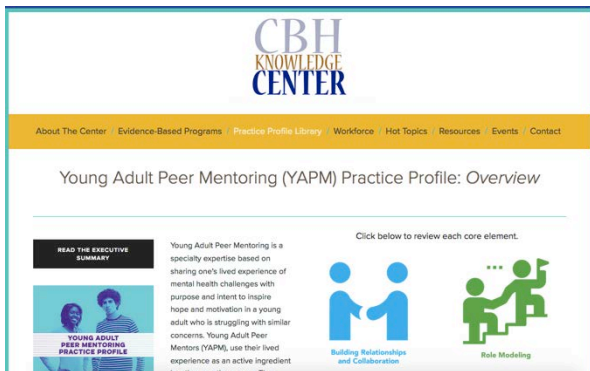 CBH
KNOWLEDGE
CENTER
About The Center / Evidence-Based Programs / Practice Profile Library / Workforce / Hot Topics / Resources / Events / Contact
Young Adult Peer Mentoring (YAPM) Practice Profile: Overview
READ THE EXECUTIVE
SUMMARY
YOUNG ADULT
PEER MENTORING
PRACTICE PROFILE
Young Adult Peer Mentoring is a
specialty expertise based on
sharing one's lived experience of
mental health challenges with
purpose and intent to inspire
hope and motivation in a young
adult who is struggling with similar
concerns. Young Adult Peer
Mentors (YAPM), use their lived
experience as an active ingredient
Click below to review each core element.
Building Relationships
and Collaboration
Role Modeling